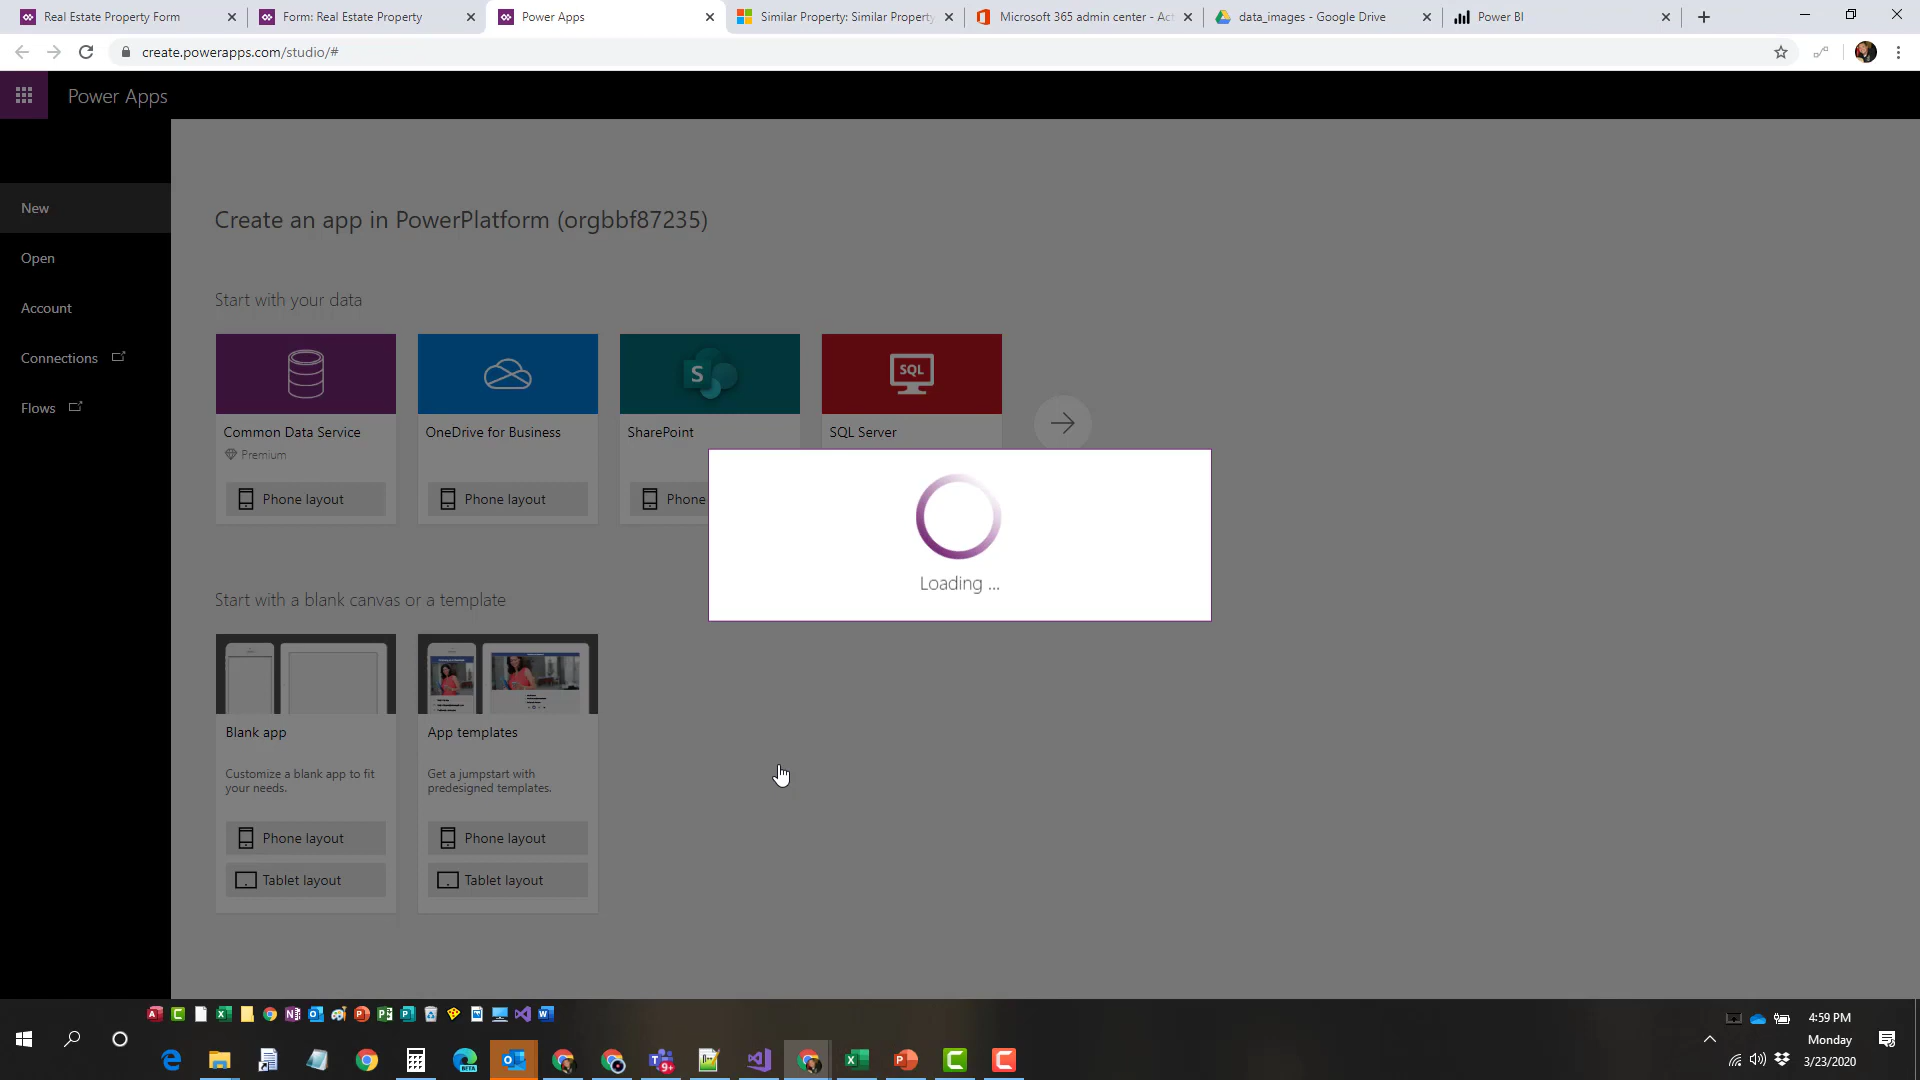 Real Estate Property Form
Form: Real Estate Property
Power Apps
Similar Property: Similar Property
Microsoft 365 admin center - Act
data_images - Google Drive
Power BI
create.powerapps.com/studio/#
Power Apps
New
Open
Account
Connections
Flows
Create an app in PowerPlatform (orgbbf87235)
Start with your data
SQL
Common Data Service
Premium
Phone layout
OneDrive for Business
Phone layout
S
SharePoint
Phone
SQL Server
Loading ...
Start with a blank canvas or a template
Blank app
Customize a blank app to fit
your needs.
Phone layout
Tablet layout
App templates
Get a jumpstart with
predesigned templates.
Phone layout
Tablet layout
4:59 PM
Monday
3/23/2020
BETA
9+